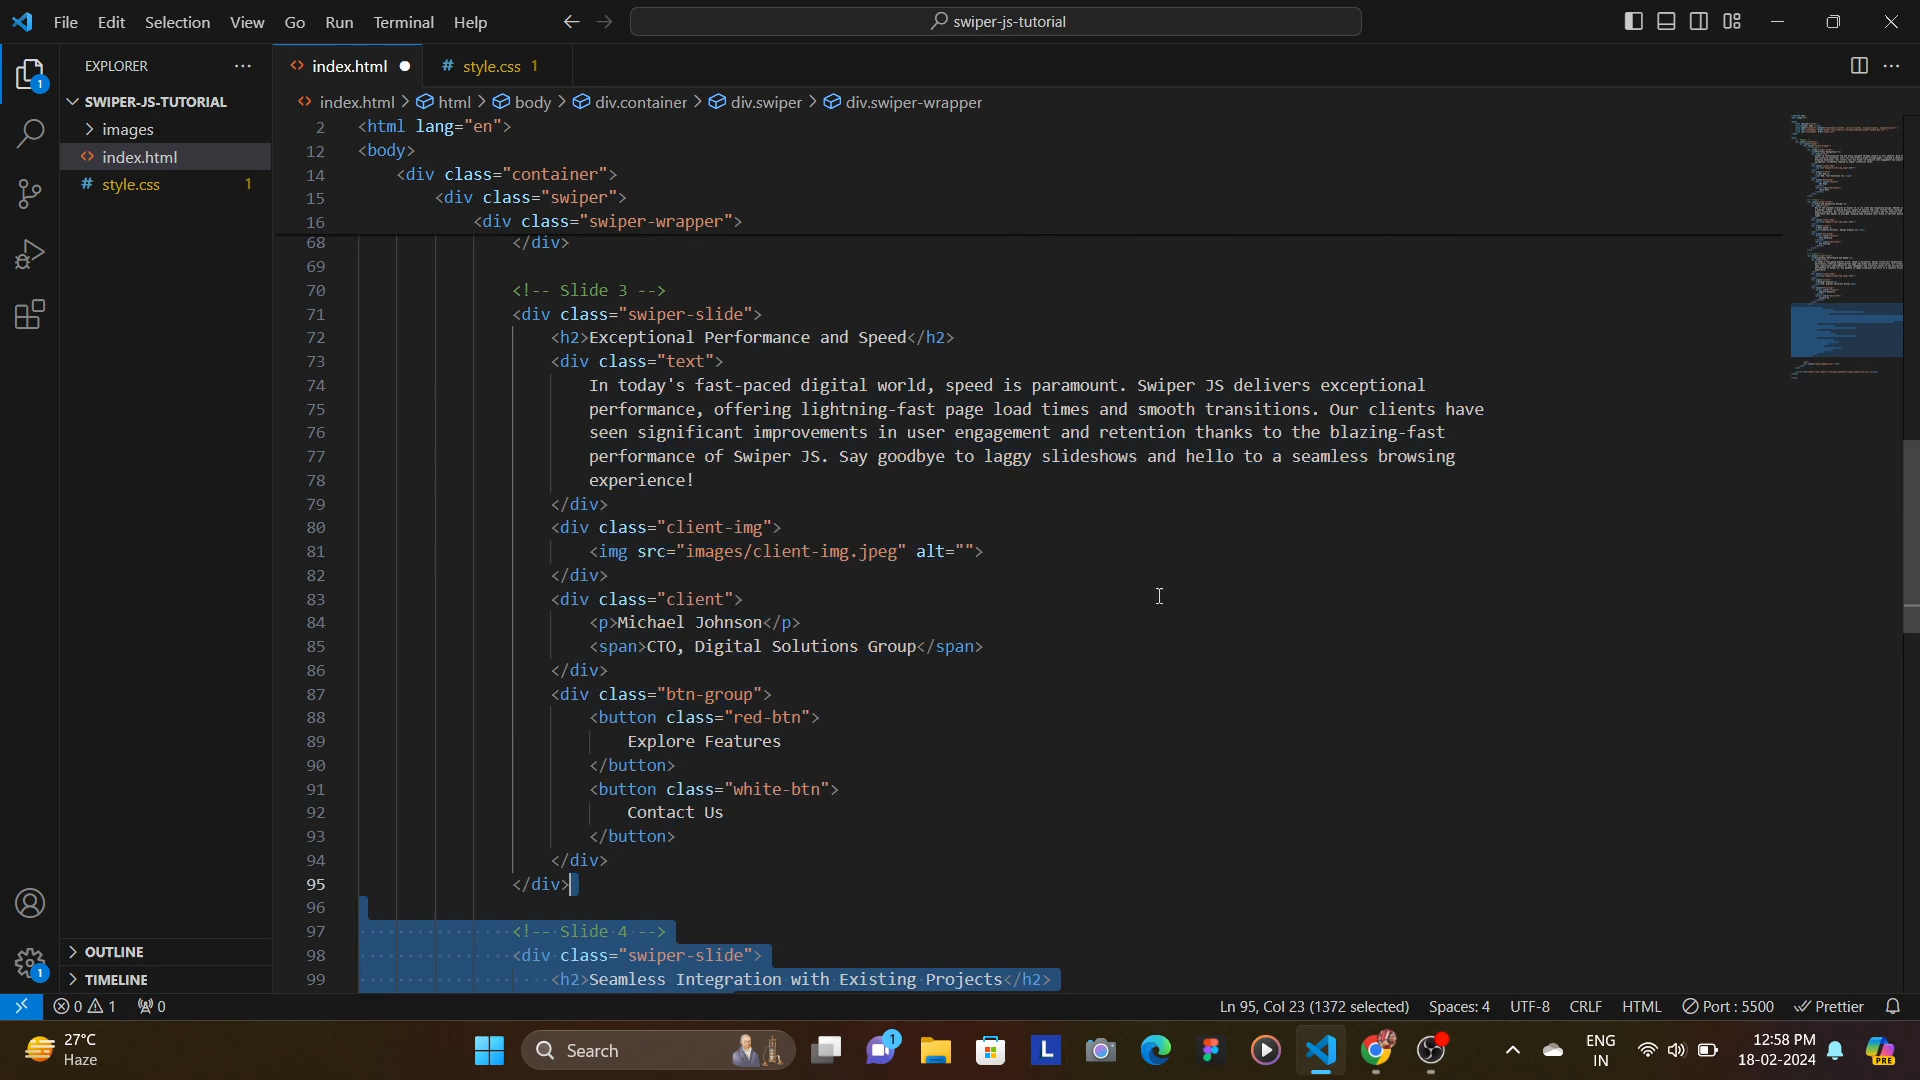 File Edit Selection View Go Run Terminal Help
swiper-js-tutorial
EXPLORER
index.html
# style.css 1
1
SWIPER-JS-TUTORIAL
images
index.html
# style.css 1
index.html > html > body > div.container > div.swiper > div.swiper-wrapper
2 <html lang="en">
12 <body>
14 <div class="container">
15 <div class="swiper">
16 <div class="swiper-wrapper">
68 </div>
69
70 <!-- Slide 3 -->
71 <div class="swiper-slide">
72 <h2>Exceptional Performance and Speed</h2>
73 <div class="text">
74 In today's fast-paced digital world, speed is paramount. Swiper JS delivers exceptional
75 performance, offering lightning-fast page load times and smooth transitions. Our clients have
76 seen significant improvements in user engagement and retention thanks to the blazing-fast
77 performance of Swiper JS. Say goodbye to laggy slideshows and hello to a seamless browsing
78 experience!
79 </div>
80 <div class="client-img">
81 <img src="images/client-img.jpeg" alt="">
82 </div>
83 <div class="client">
84 <p>Michael Johnson</p>
85 <span>CTO, Digital Solutions Group</span>
86 </div>
87 <div class="btn-group">
88 <button class="red-btn">
89 Explore Features
90 </button>
91 <button class="white-btn">
92 Contact Us
93 </button>
94 </div>
95 </div>
96
97 <!-- Slide 4 -->
98 <div class="swiper-slide">
99 <h2>Seamless Integration with Existing Projects</h2>
OUTLINE
TIMELINE
1
0 1 0
Ln 95, Col 23 (1372 selected) Spaces: 4 UTF-8 CRLF HTML Port : 5500 Prettier
27°C
Haze
Search
1
L
ENG
IN
12:58 PM
18-02-2024
PRE